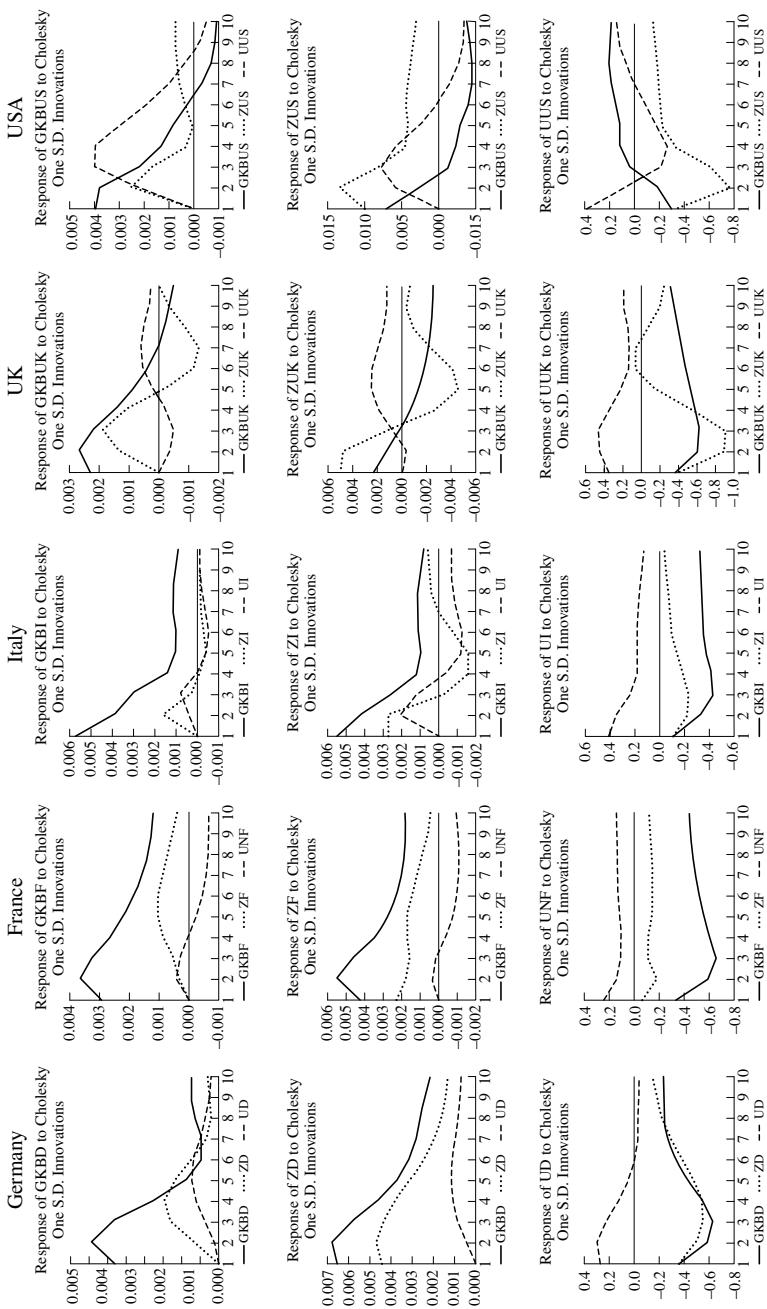 Germany
Response of GKBD to Cholesky
One S.D. Innovations
0.005
0.004
0.003
0.002
0.001
0.000
1 2 3 4 5 6 7 8 9 10
GKBD ZD UD
Response of ZD to Cholesky
One S.D. Innovations
0.007
0.006
0.005
0.004
0.003
0.002
0.001
0.000
1 2 3 4 5 6 7 8 9 10
GKBD ZD UD
Response of UD to Cholesky
One S.D. Innovations
0.4
0.2
0.0
−0.2
−0.4
−0.6
−0.8
1 2 3 4 5 6 7 8 9 10
GKBD ZD UD
France
Response of GKBF to Cholesky
One S.D. Innovations
0.004
0.003
0.002
0.001
0.000
−0.001
1 2 3 4 5 6 7 8 9 10
GKBF ZF UNF
Response of ZF to Cholesky
One S.D. Innovations
0.006
0.005
0.004
0.003
0.002
0.001
0.000
−0.001
−0.001
1 2 3 4 5 6 7 8 9 10
GKBF ZF UNF
Response of UNF to Cholesky
One S.D. Innovations
0.4
0.2
0.0
−0.2
−0.4
−0.6
−0.8
1 2 3 4 5 6 7 8 9 10
GKBF ZF UNF
Italy
Response of GKBI to Cholesky
One S.D. Innovations
0.006
0.005
0.004
0.003
0.002
0.001
0.000
−0.001
1 2 3 4 5 6 7 8 9 10
GKBI ZI UI
Response of ZI to Cholesky
One S.D. Innovations
0.006
0.005
0.004
0.003
0.002
−0.001
0.000
−0.001
−0.002
1 2 3 4 5 6 7 8 9 10
GKBI ZI UI
Response of UI to Cholesky
One S.D. Innovations
0.6
0.4
0.2
0.0
−0.2
−0.4
−0.6
1 2 3 4 5 6 7 8 9 10
GKBI ZI UI
UK
Response of GKBUK to Cholesky
One S.D. Innovations
0.003
0.002
0.001
0.000
−0.001
−0.002
1 2 3 4 5 6 7 8 9 10
GKBUK ZUK UUK
Response of ZUK to Cholesky
One S.D. Innovations
0.006
0.004
0.002
0.000
−0.002
−0.004
−0.006
1 2 3 4 5 6 7 8 9 10
GKBUK ZUK UUK
Response of UUK to Cholesky
One S.D. Innovations
0.6
0.4
0.2
0.0
−0.2
−0.4
−0.6
−0.8
−1.0
1 2 3 4 5 6 7 8 9 10
GKBUK ZUK UUK
USA
Response of GKBUS to Cholesky
One S.D. Innovations
0.005
0.004
0.003
0.002
0.001
0.000
−0.001
1 2 3 4 5 6 7 8 9 10
GKBUS ZUS UUS
Response of ZUS to Cholesky
One S.D. Innovations
0.015
0.010
0.005
0.000
−0.015
1 2 3 4 5 6 7 8 9 10
GKBUS ZUS UUS
Response of UUS to Cholesky
One S.D. Innovations
0.4
0.2
0.0
−0.2
−0.4
−0.6
−0.8
1 2 3 4 5 6 7 8 9 10
GKBUS ZUS UUS